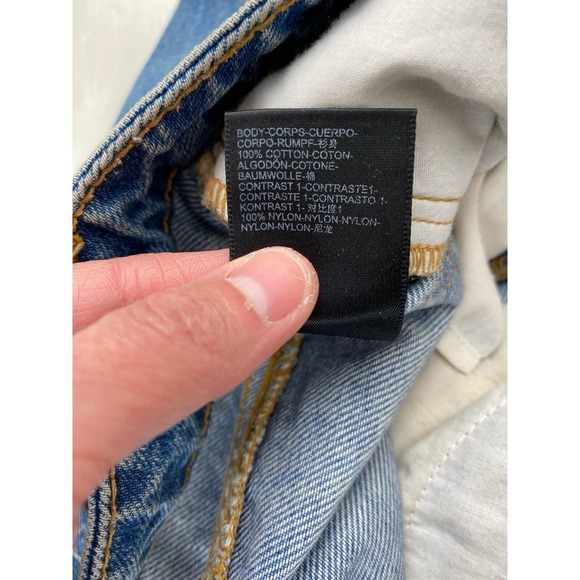 BODY-CORPS-CUERPO-
CORPO-RUMPF-衫身
100% COTTON-COTON-
ALGODÓN-COTONE-
BAUMWOLLE-棉
CONTRAST 1-CONTRASTE1-
CONTRASTE 1-CONTRASTO 1-
KONTRAST 1- 对比度1
100% NYLON-NYLON-NYLON-
NYLON-NYLON-尼龙